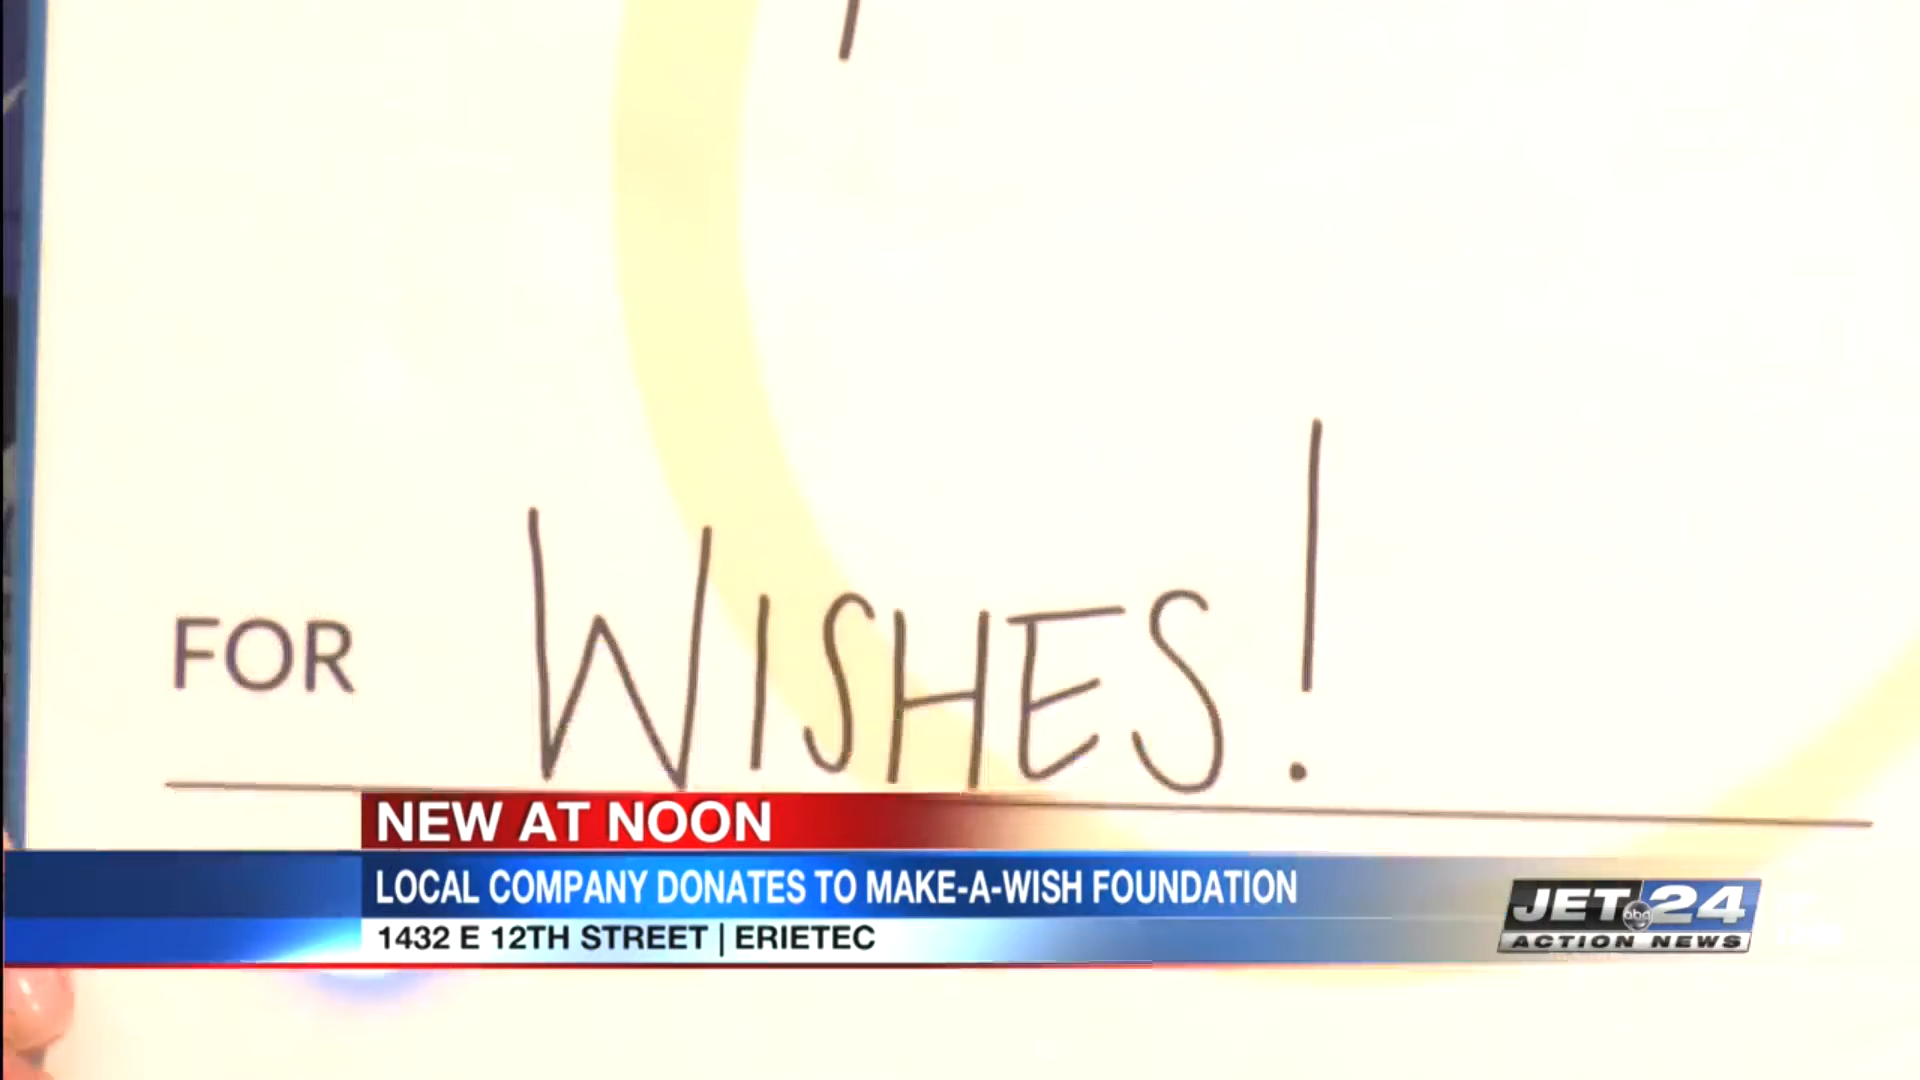 FOR WISHES!
NEW AT NOON
LOCAL COMPANY DONATES TO MAKE-A-WISH FOUNDATION
1432 E 12TH STREET | ERIETEC
JET abc 24
ACTION NEWS